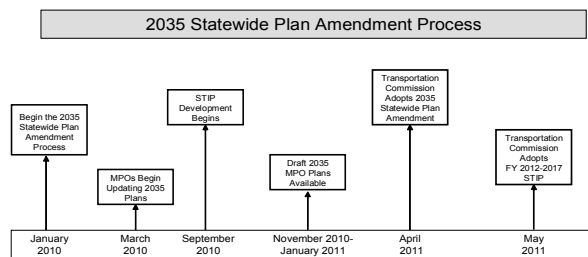 2035 Statewide Plan Amendment Process
Begin the 2035
Statewide Plan
Amendment
Process
MPOs Begin
Updating 2035
Plans
STIP
Development
Begins
Draft 2035
MPO Plans
Available
Transportation
Commission
Adopts 2035
Statewide Plan
Amendment
Transportation
Commission
Adopts
FY 2012-2017
STIP
January
2010
March
2010
September
2010
November 2010-
January 2011
April
2011
May
2011